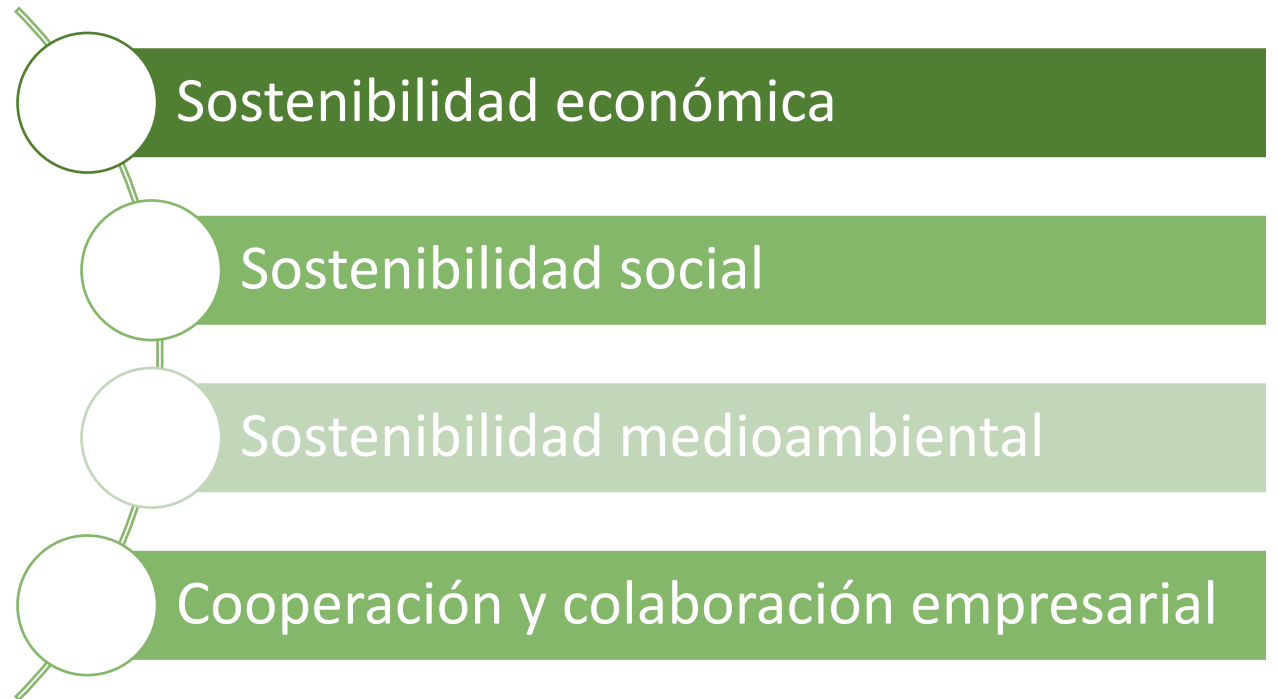 Sostenibilidad económica
Sostenibilidad social
Sostenibilidad medioambiental
Cooperación y colaboración empresarial